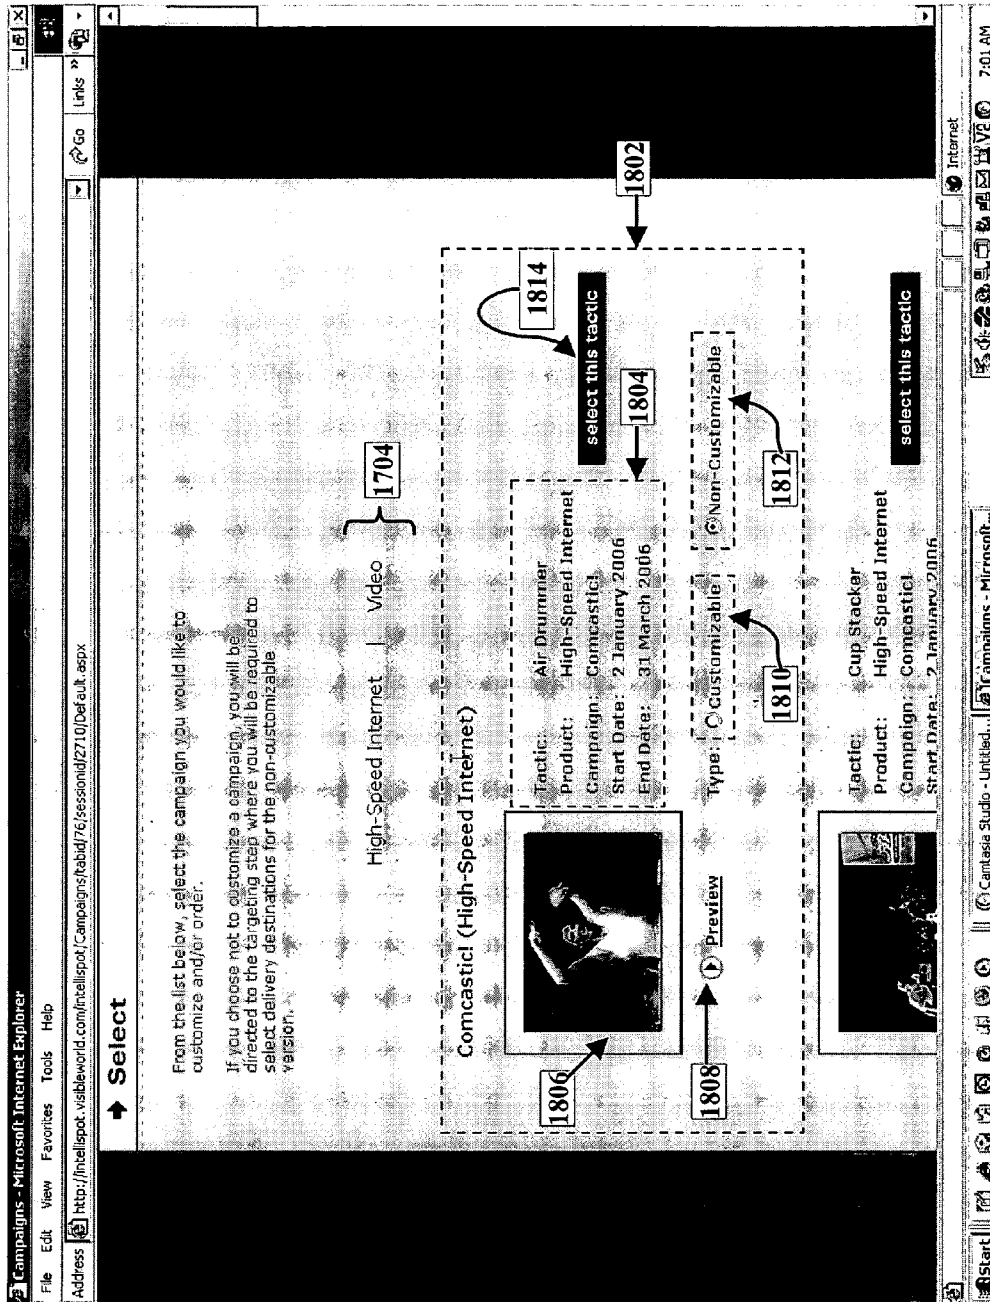 Campaigns - Microsoft Internet Explorer
File Edit View Favorites Tools Help
Address http://intellispot.visibleworld.com/Intellispot/Campaigns/tabid/76/sessionid/2710/Default.aspx Go Links »
Select
From the list below, select the campaign you would like to
customize and/or order.
If you choose not to customize a campaign, you will be
directed to the targeting step where you will be required to
select delivery destinations for the non-customizable
version.
High-Speed Internet | Video
1704
Comcastic! (High-Speed Internet)
1802
1814
1806
Tactic: Air Drummer
Product: High-Speed Internet
Campaign: Comcastic!
Start Date: 2 January 2006
End Date: 31 March 2006
select this tactic
1804
1808
Preview
Type: Customizable Non-Customizable
1810
1812
Tactic: Cup Stacker
Product: High-Speed Internet
Campaign: Comcastic!
Start Date: 2 January 2006
select this tactic
Internet
Start
Camtasia Studio - Untitled...
Campaigns - Microsoft...
7:01 AM